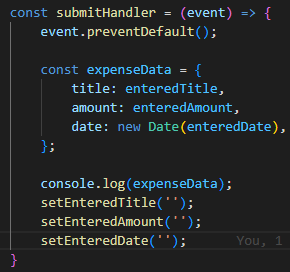 const submitHandler = (event) => {
event.preventDefault();
const expenseData = {
title: enteredTitle,
amount: enteredAmount,
date: new Date(enteredDate),
};
console.log(expenseData);
setEnteredTitle('');
setEnteredAmount('');
setEnteredDate(''); You, 1
}